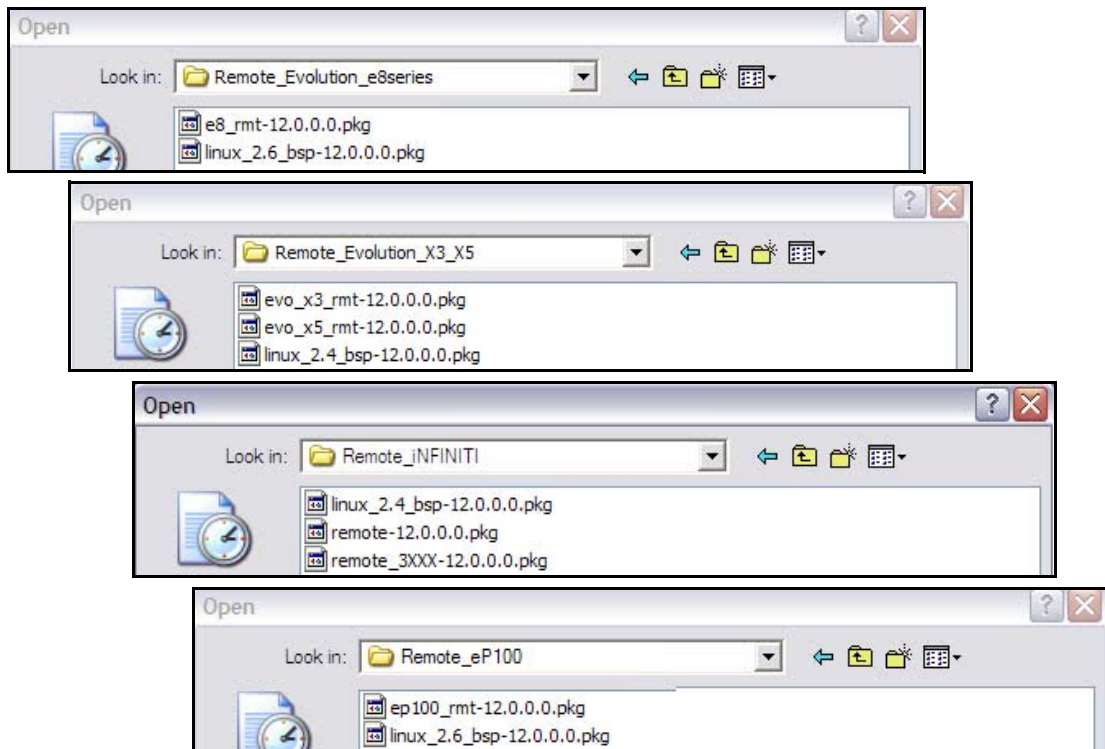 Open ?
Look in: Remote_Evolution_e8series
e8_rmt-12.0.0.0.pkg
linux_2.6_bsp-12.0.0.0.pkg
Open ?
Look in: Remote_Evolution_X3_X5
evo_x3_rmt-12.0.0.0.pkg
evo_x5_rmt-12.0.0.0.pkg
linux_2.4_bsp-12.0.0.0.pkg
Open ?
Look in: Remote_iNFINITI
linux_2.4_bsp-12.0.0.0.pkg
remote-12.0.0.0.pkg
remote_3XXX-12.0.0.0.pkg
Open ?
Look in: Remote_eP100
ep100_rmt-12.0.0.0.pkg
linux_2.6_bsp-12.0.0.0.pkg